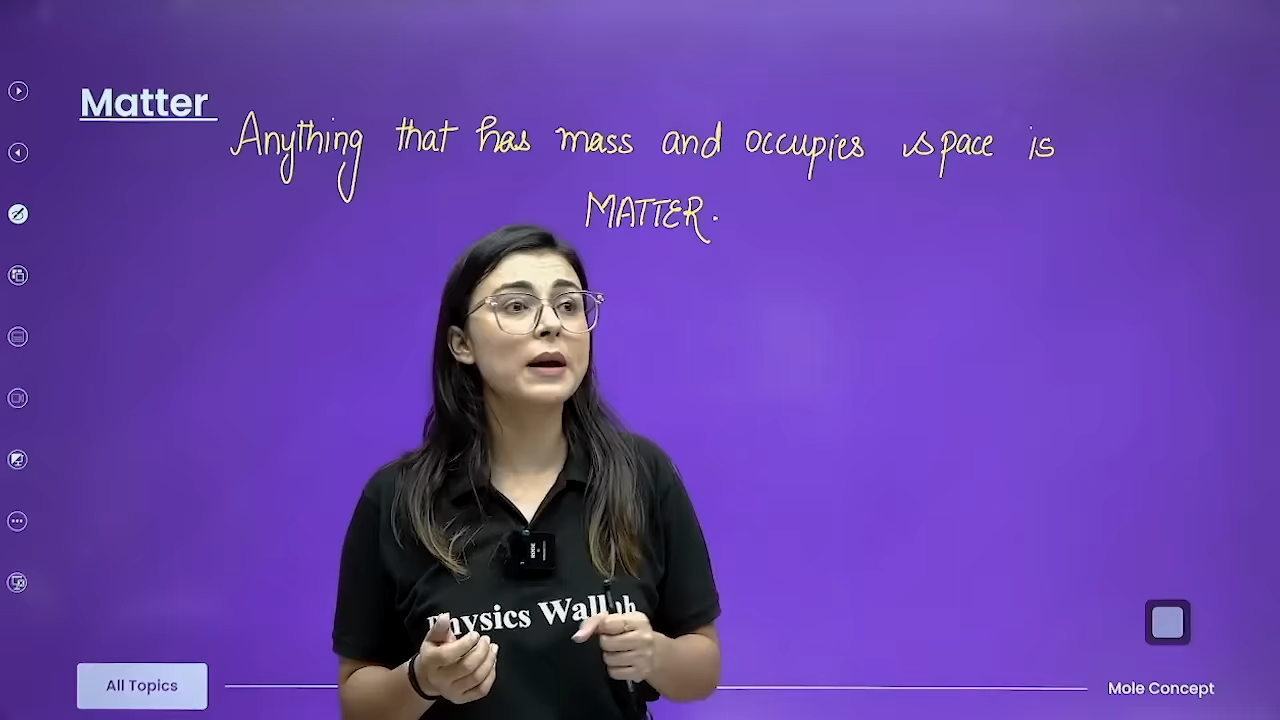 Matter
Anything that has mass and occupies space is
MATTER.
Physics Wallah
All Topics
Mole Concept